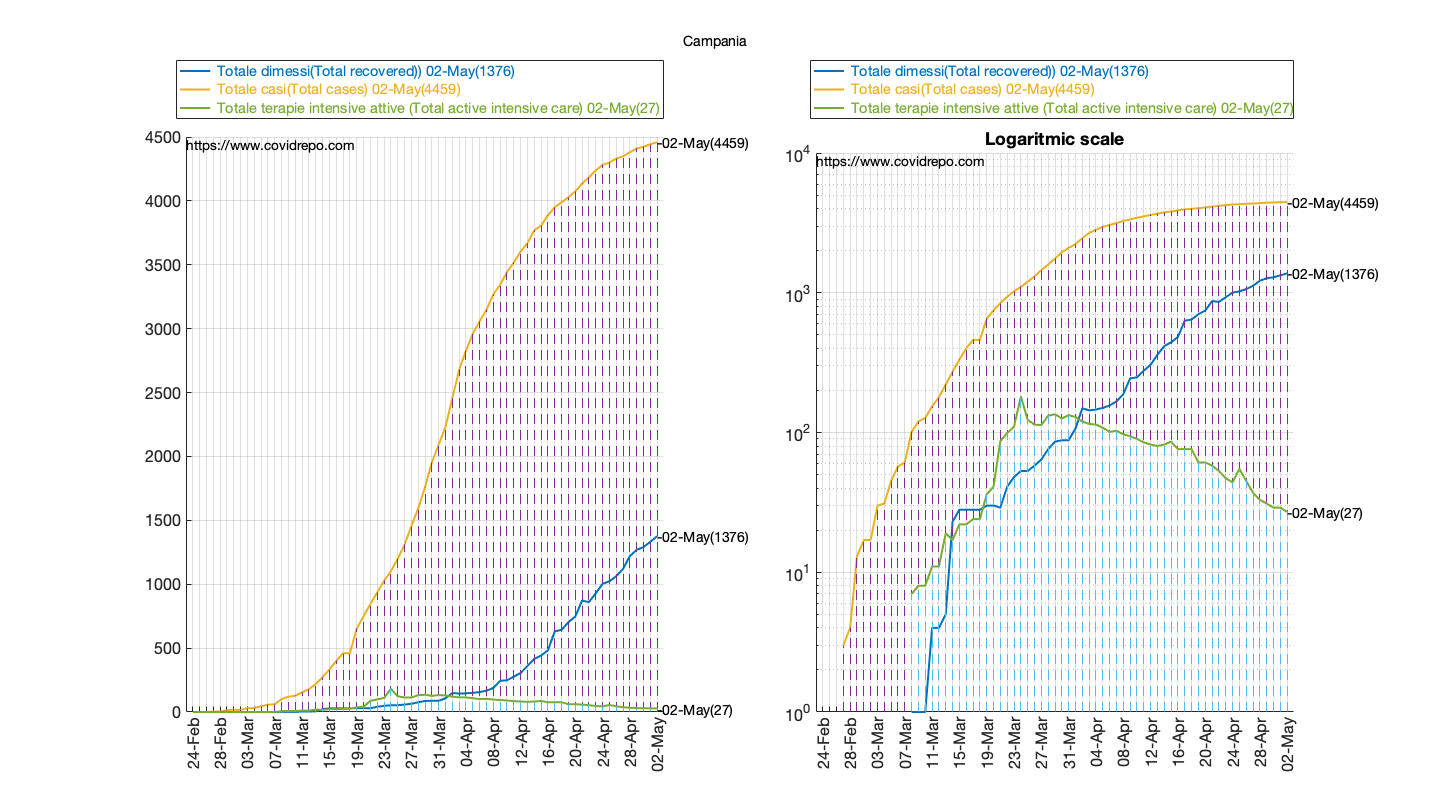 Campania
Totale dimessi(Total recovered)) 02-May(1376)
Totale casi(Total cases) 02-May(4459)
Totale terapie intensive attive (Total active intensive care) 02-May(27)
https://www.covidrepo.com
4500
4000
3500
3000
2500
2000
1500
1000
500
0
02-May(4459)
02-May(1376)
02-May(27)
24-Feb
28-Feb
03-Mar
07-Mar
11-Mar
15-Mar
19-Mar
23-Mar
27-Mar
31-Mar
04-Apr
08-Apr
12-Apr
16-Apr
20-Apr
24-Apr
28-Apr
02-May
Totale dimessi(Total recovered)) 02-May(1376)
Totale casi(Total cases) 02-May(4459)
Totale terapie intensive attive (Total active intensive care) 02-May(27)
Logaritmic scale
https://www.covidrepo.com
10^4
10^3
10^2
10^1
10^0
02-May(4459)
02-May(1376)
02-May(27)
24-Feb
28-Feb
03-Mar
07-Mar
11-Mar
15-Mar
19-Mar
23-Mar
27-Mar
31-Mar
04-Apr
08-Apr
12-Apr
16-Apr
20-Apr
24-Apr
28-Apr
02-May